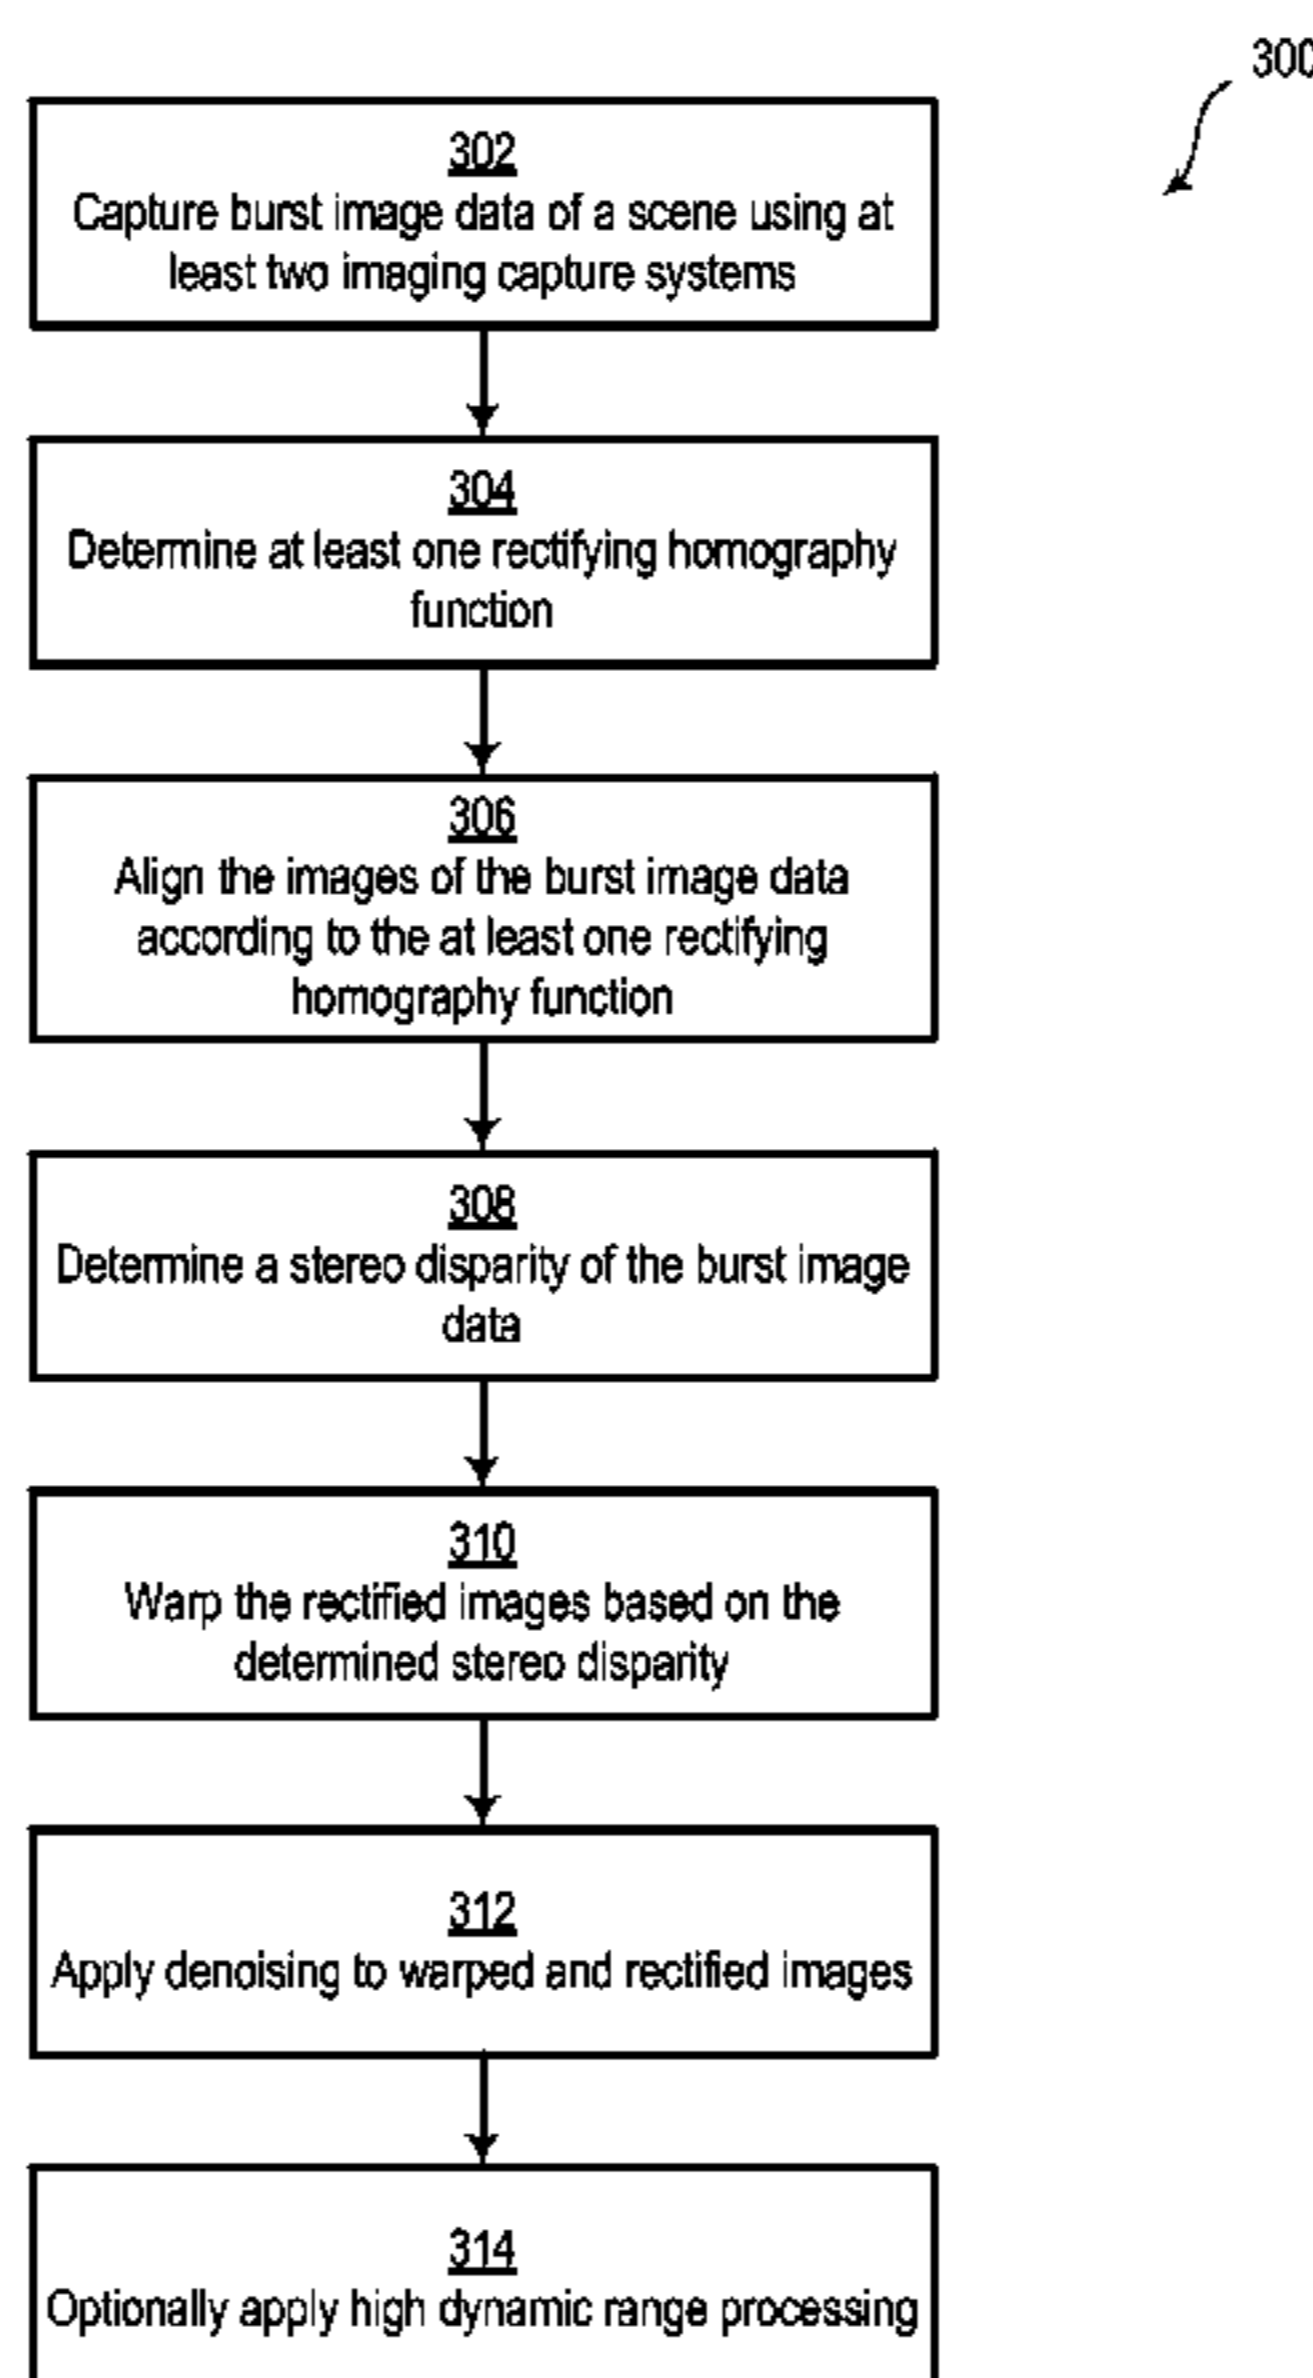 300
302
Capture burst image data of a scene using at
least two imaging capture systems
304
Determine at least one rectifying homography
function
306
Align the images of the burst image data
according to the at least one rectifying
homography function
308
Determine a stereo disparity of the burst image
data
310
Warp the rectified images based on the
determined stereo disparity
312
Apply denoising to warped and rectified images
314
Optionally apply high dynamic range processing